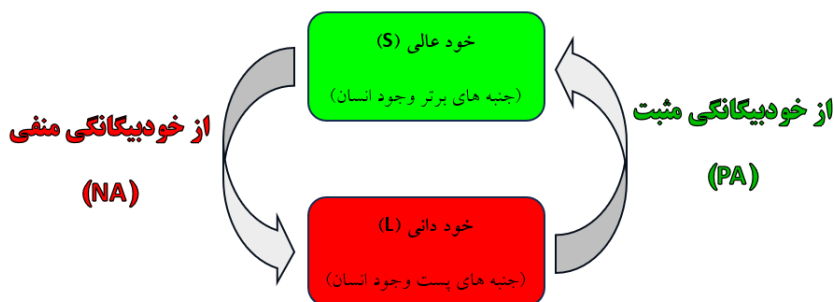 خود عالی (S)
(جنبه های برتر وجود انسان)
از خودبیگانگی مثبت
(PA)
از خودبیگانگی منفی
(NA)
خود دانی (L)
(جنبه های پست وجود انسان)